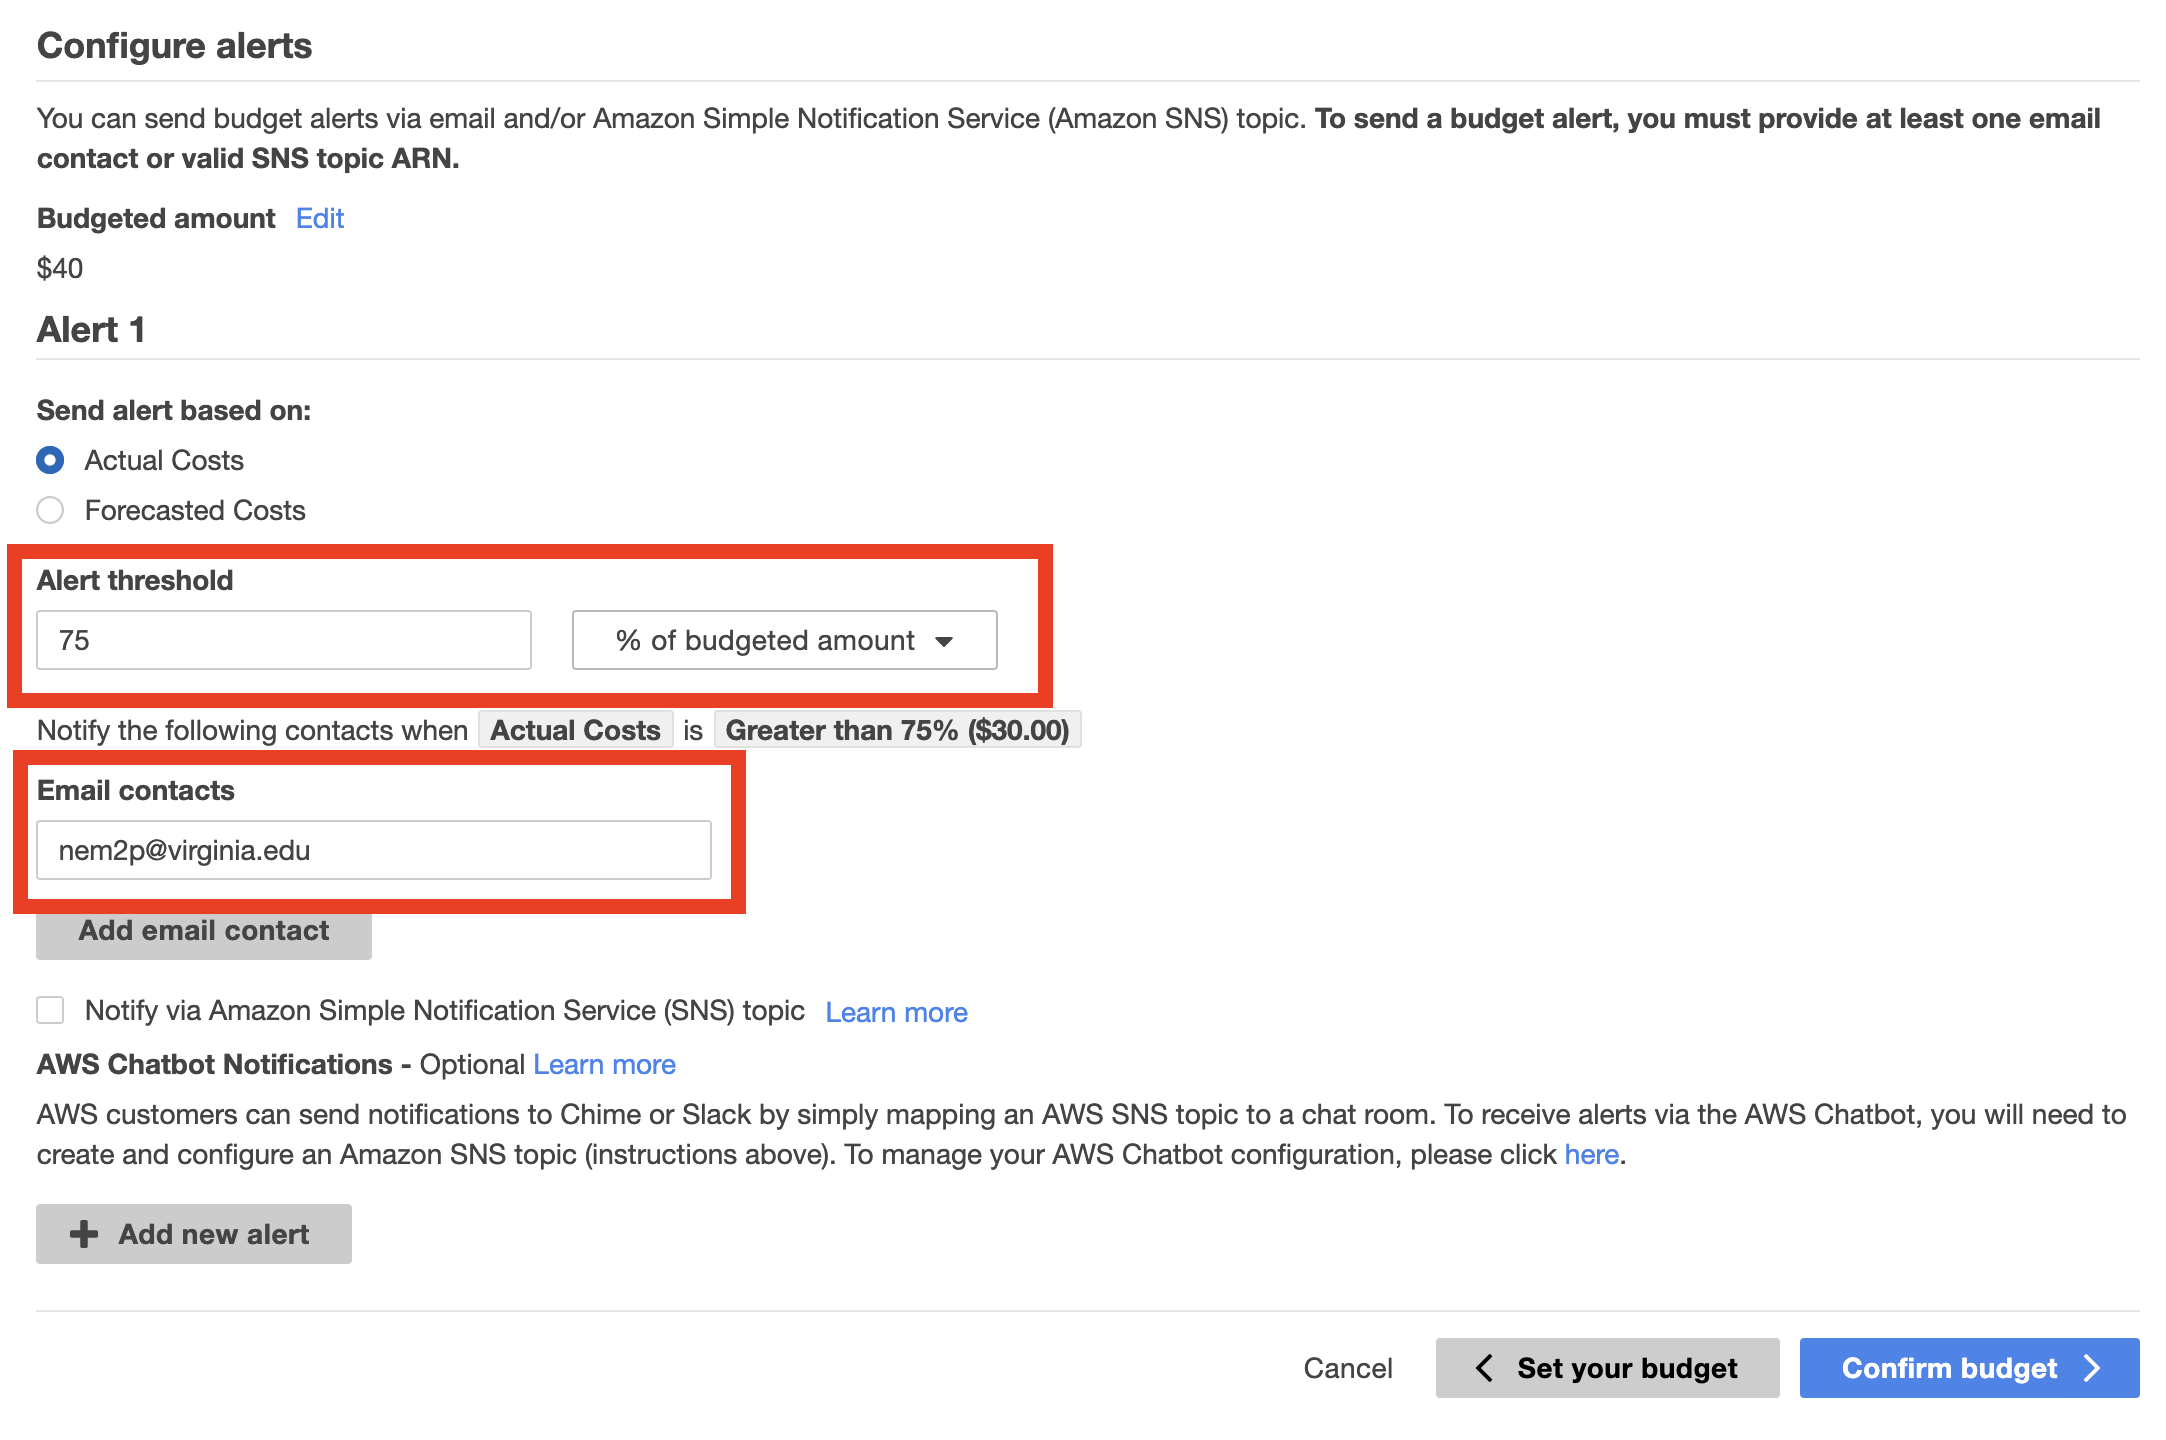 Configure alerts
You can send budget alerts via email and/or Amazon Simple Notification Service (Amazon SNS) topic. To send a budget alert, you must provide at least one email
contact or valid SNS topic ARN.
Budgeted amount Edit
$40
Alert 1
Send alert based on:
Actual Costs
Forecasted Costs
Alert threshold
75 % of budgeted amount
Notify the following contacts when Actual Costs is Greater than 75% ($30.00)
Email contacts
nem2p@virginia.edu
Add email contact
Notify via Amazon Simple Notification Service (SNS) topic Learn more
AWS Chatbot Notifications - Optional Learn more
AWS customers can send notifications to Chime or Slack by simply mapping an AWS SNS topic to a chat room. To receive alerts via the AWS Chatbot, you will need to
create and configure an Amazon SNS topic (instructions above). To manage your AWS Chatbot configuration, please click here.
Add new alert
Cancel Set your budget Confirm budget